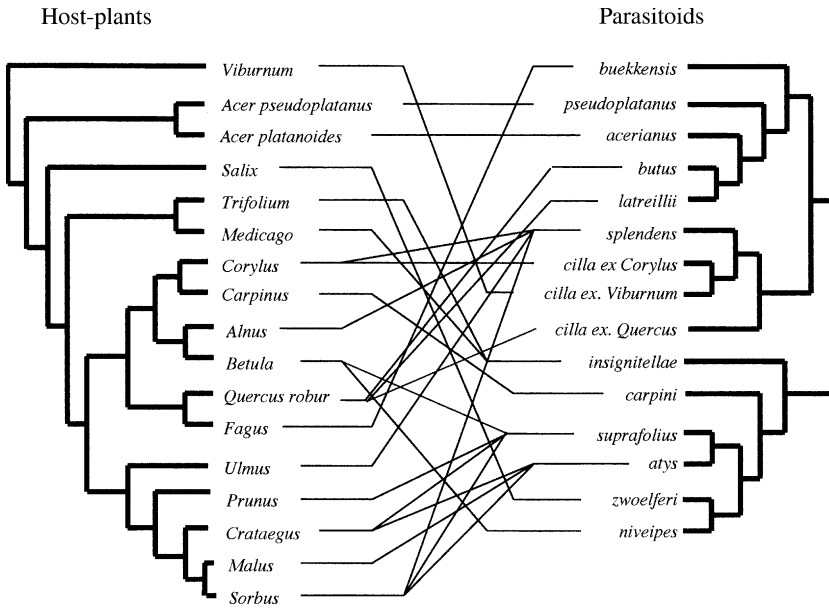 Host-plants
Parasitoids
Viburnum
Acer pseudoplatanus
Acer platanoides
Salix
Trifolium
Medicago
Corylus
Carpinus
Alnus
Betula
Quercus robur
Fagus
Ulmus
Prunus
Crataegus
Malus
Sorbus
buekkensis
pseudoplatanus
acerianus
butus
latreillii
splendens
cilla ex Corylus
cilla ex. Viburnum
cilla ex. Quercus
insignitellae
carpini
suprafolius
atys
zwoelferi
niveipes